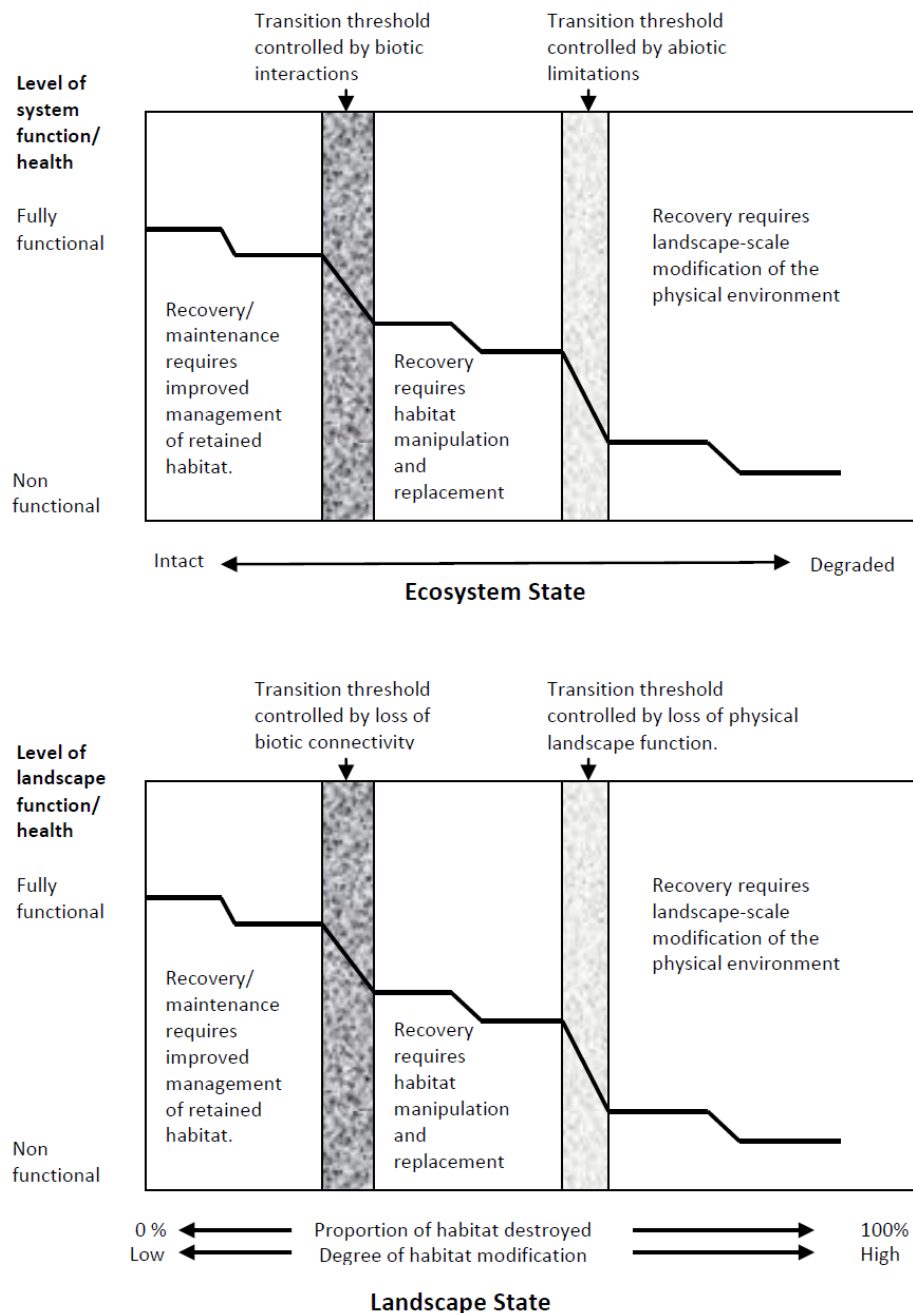 Transition threshold
controlled by biotic
interactions
Transition threshold
controlled by abiotic
limitations
Level of
system
function/
health
Fully
functional
Recovery/
maintenance
requires
improved
management
of retained
habitat.
Recovery
requires
habitat
manipulation
and
replacement
Recovery requires
landscape-scale
modification of the
physical environment
Non
functional
Intact
Degraded
Ecosystem State
Transition threshold
controlled by loss of
biotic connectivity
Transition threshold
controlled by loss of physical
landscape function.
Level of
landscape
function/
health
Fully
functional
Recovery/
maintenance
requires
improved
management
of retained
habitat.
Recovery
requires
habitat
manipulation
and
replacement
Recovery requires
landscape-scale
modification of the
physical environment
Non
functional
0 % Proportion of habitat destroyed 100%
Low Degree of habitat modification High
Landscape State